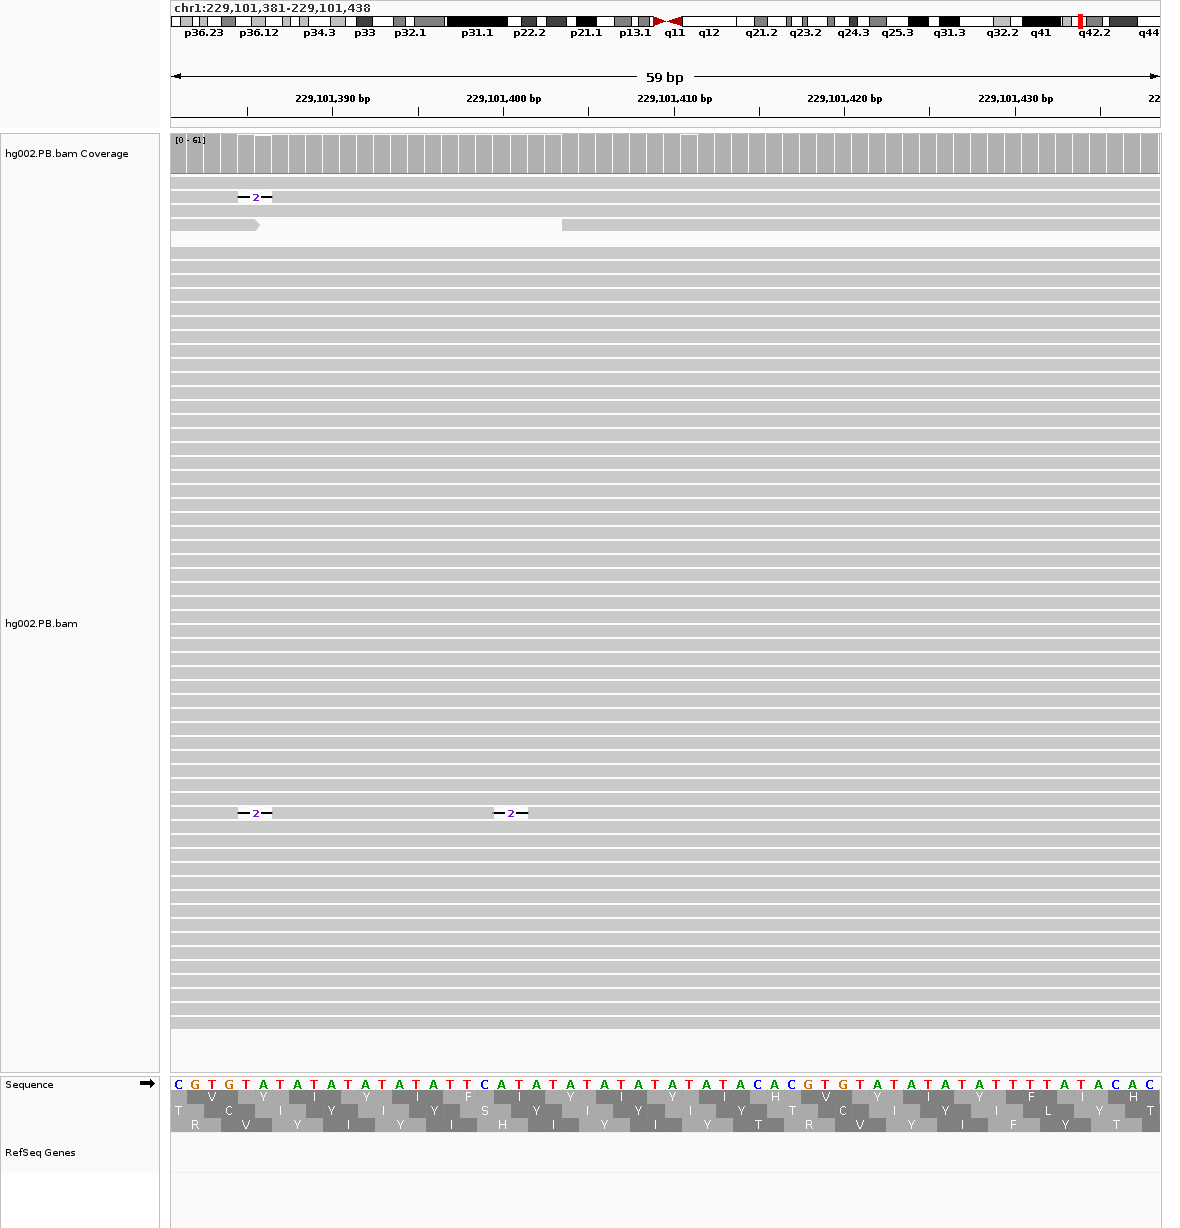 chr1:229,101,381-229,101,438
p36.23 p36.12 p34.3 p33 p32.1 p31.1 p22.2 p21.1 p13.1 q11 q12 q21.2 q23.2 q24.3 q25.3 q31.3 q32.2 q41 q42.2 q44
59 bp
229,101,390 bp 229,101,400 bp 229,101,410 bp 229,101,420 bp 229,101,430 bp 22
[0 - 61]
hg002.PB.bam Coverage
2
hg002.PB.bam
2 2
Sequence C G T G T A T A T A T A T A T A T T C A T A T A T A T A T A T A T A C A C G T G T A T A T A T A T T T T A T A C A C
V Y I Y I F I Y I Y I H V Y I Y F I H
T C I Y I Y S Y I Y I Y T C I Y I L Y T
R V Y I Y I H I Y I Y T R V Y I F Y T
RefSeq Genes